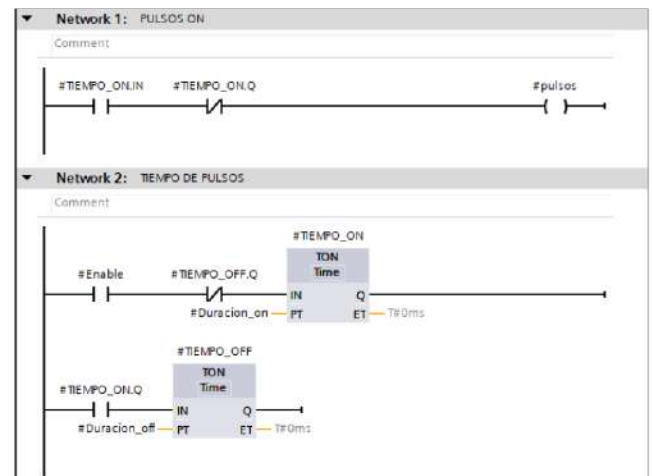 Network 1: PULSOS ON
Comment
#TIEMPO_ON.IN #TIEMPO_ON.Q #pulsos
Network 2: TIEMPO DE PULSOS
Comment
#TIEMPO_ON
TON
Time
#Enable #TIEMPO_OFF.Q
IN Q
#Duracion_on PT ET T#0ms
#TIEMPO_OFF
TON
Time
#TIEMPO_ON.Q
IN Q
#Duracion_off PT ET T#0ms